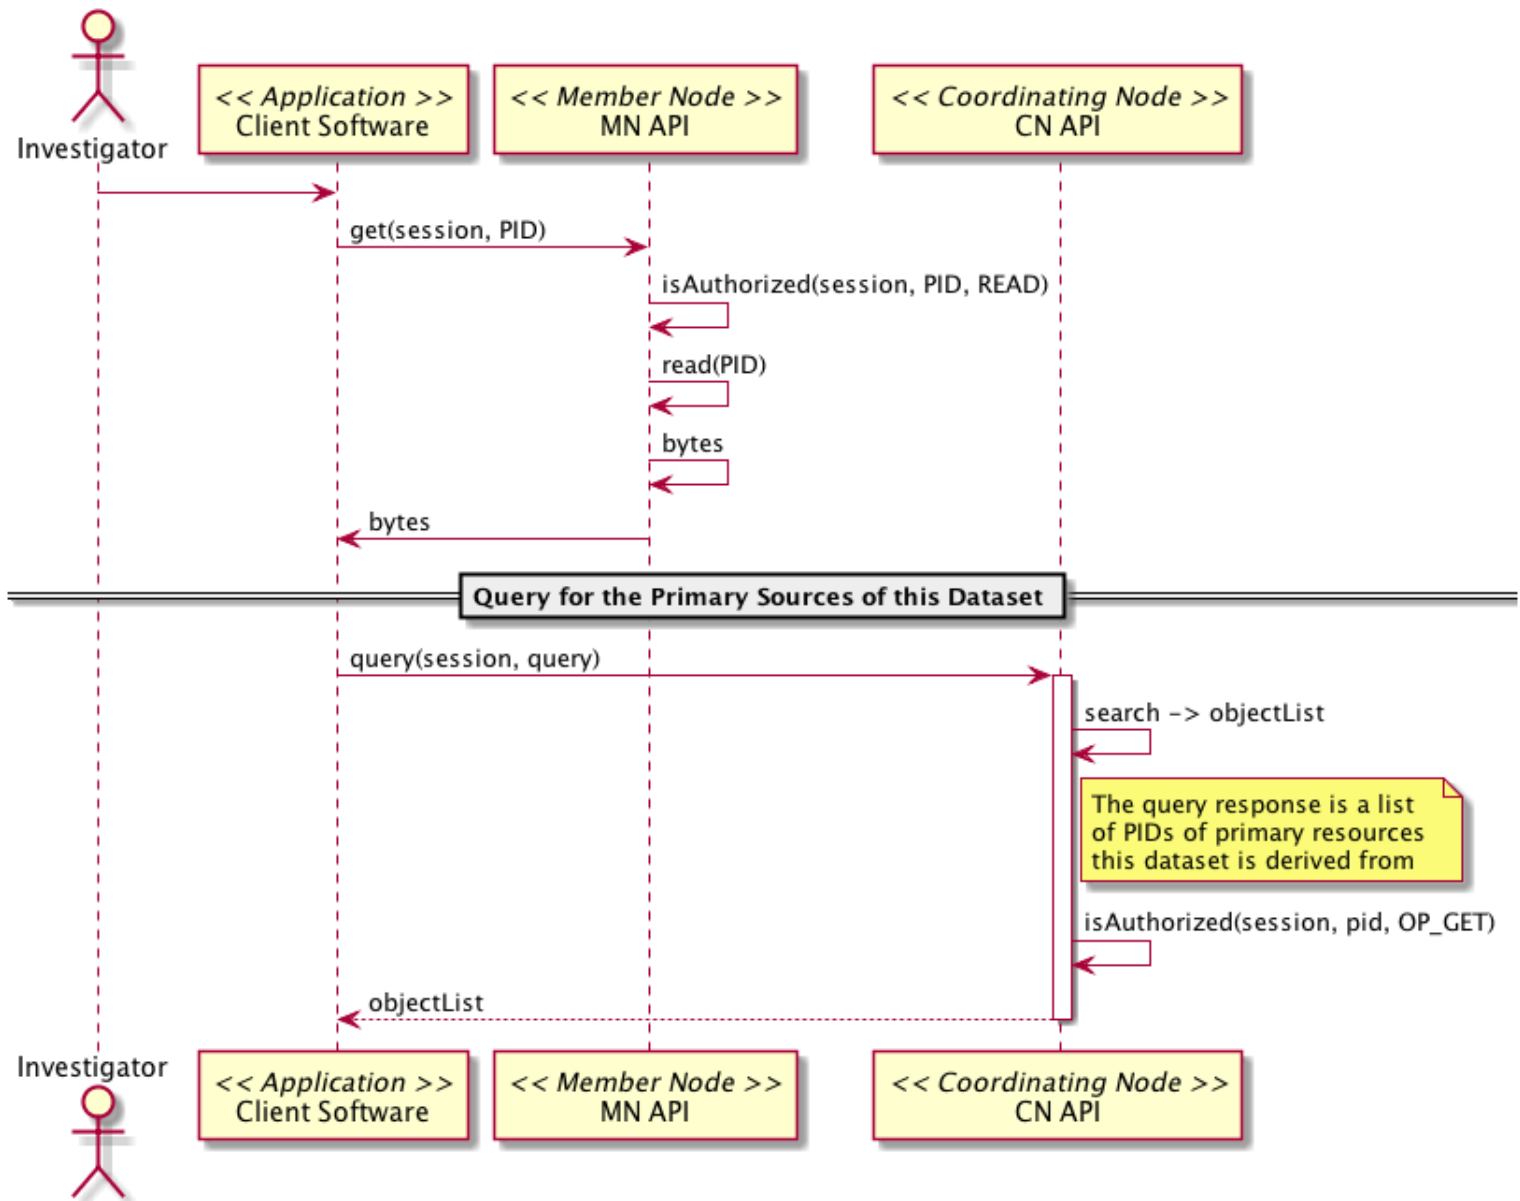 << Application >>
Client Software
<< Member Node >>
MN API
<< Coordinating Node >>
CN API
Investigator
get(session, PID)
isAuthorized(session, PID, READ)
read(PID)
bytes
bytes
Query for the Primary Sources of this Dataset
query(session, query)
search -> objectList
The query response is a list
of PIDs of primary resources
this dataset is derived from
isAuthorized(session, pid, OP_GET)
objectList
Investigator
<< Application >>
Client Software
<< Member Node >>
MN API
<< Coordinating Node >>
CN API